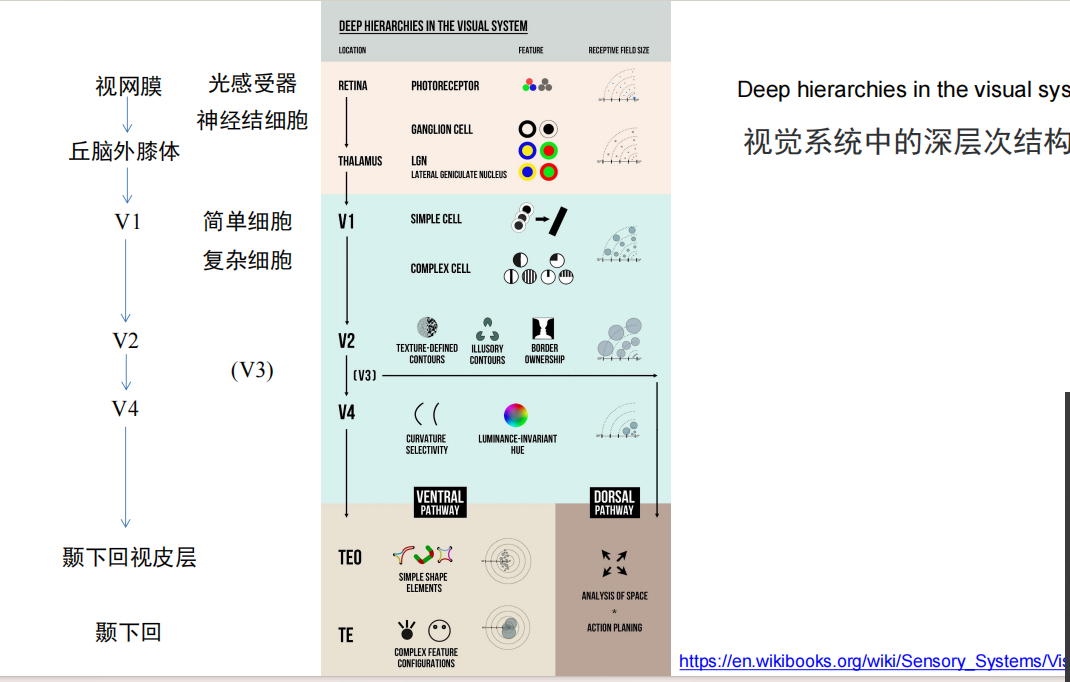 视网膜
光感受器
神经结细胞
丘脑外膝体
V1
简单细胞
复杂细胞
V2
(V3)
V4
颞下回视皮层
颞下回
DEEP HIERARCHIES IN THE VISUAL SYSTEM
LOCATION FEATURE RECEPTIVE FIELD SIZE
RETINA PHOTORECEPTOR
GANGLION CELL
THALAMUS LGN
LATERAL GENICULATE NUCLEUS
V1 SIMPLE CELL
COMPLEX CELL
V2
TEXTURE-DEFINED
CONTOURS
ILLUSORY
CONTOURS
BORDER
OWNERSHIP
(V3)
V4
CURVATURE
SELECTIVITY
LUMINANCE-INVARIANT
HUE
VENTRAL
PATHWAY
DORSAL
PATHWAY
TEO
SIMPLE SHAPE
ELEMENTS
TE
COMPLEX FEATURE
CONFIGURATIONS
ANALYSIS OF SPACE
*
ACTION PLANING
Deep hierarchies in the visual sys
视觉系统中的深层次结构
https://en.wikibooks.org/wiki/Sensory_Systems/Vis